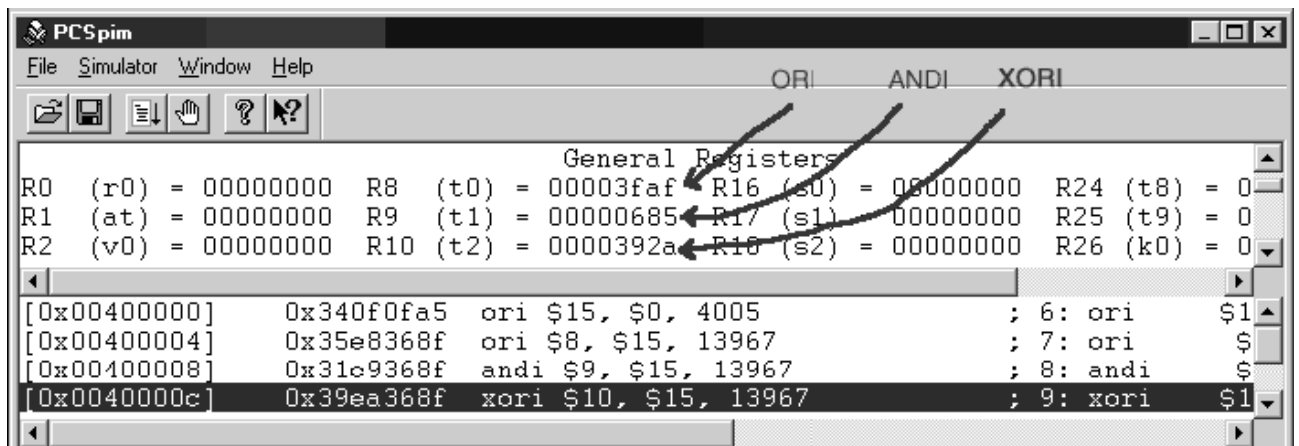 PCSpim
File Simulator Window Help
ORI ANDI XORI
General Registers
R0 (r0) = 00000000 R8 (t0) = 00003faf R16 (s0) = 00000000 R24 (t8) = 0
R1 (at) = 00000000 R9 (t1) = 00000685 R17 (s1) = 00000000 R25 (t9) = 0
R2 (v0) = 00000000 R10 (t2) = 0000392a R18 (s2) = 00000000 R26 (k0) = 0
[0x00400000] 0x340f0fa5 ori $15, $0, 4005 ; 6: ori $1
[0x00400004] 0x35e8368f ori $8, $15, 13967 ; 7: ori $
[0x00400008] 0x31e9368f andi $9, $15, 13967 ; 8: andi $
[0x0040000c] 0x39ea368f xori $10, $15, 13967 ; 9: xori $1